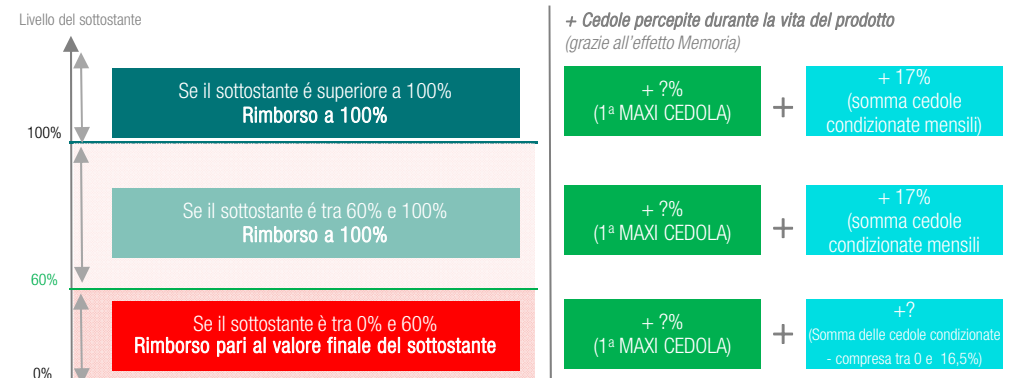 Livello del sottostante
+ Cedole percepite durante la vita del prodotto
(grazie all'effetto Memoria)
Se il sottostante é superiore a 100%
Rimborso a 100%
+ ?%
(1ª MAXI CEDOLA)
+
+ 17%
(somma cedole
condizionate mensili)
100%
Se il sottostante é tra 60% e 100%
Rimborso a 100%
+ ?%
(1ª MAXI CEDOLA)
+
+ 17%
(somma cedole
condizionate mensili
60%
Se il sottostante è tra 0% e 60%
Rimborso pari al valore finale del sottostante
+ ?%
(1ª MAXI CEDOLA)
+
+?
(Somma delle cedole condizionate
- compresa tra 0 e 16,5%)
0%